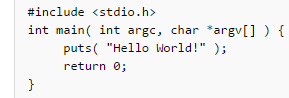 #include <stdio.h>
int main( int argc, char *argv[] ) {
     puts( "Hello World!" );
     return 0;
}